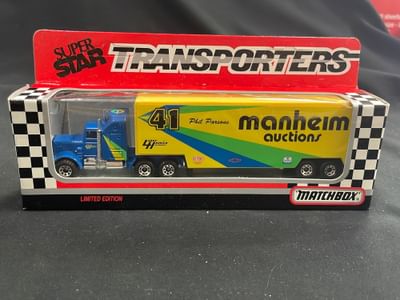 SUPER
STAR
TRANSPORTERS
41
Phil Parsons
manheim
auctions
LIMITED EDITION
MATCHBOX